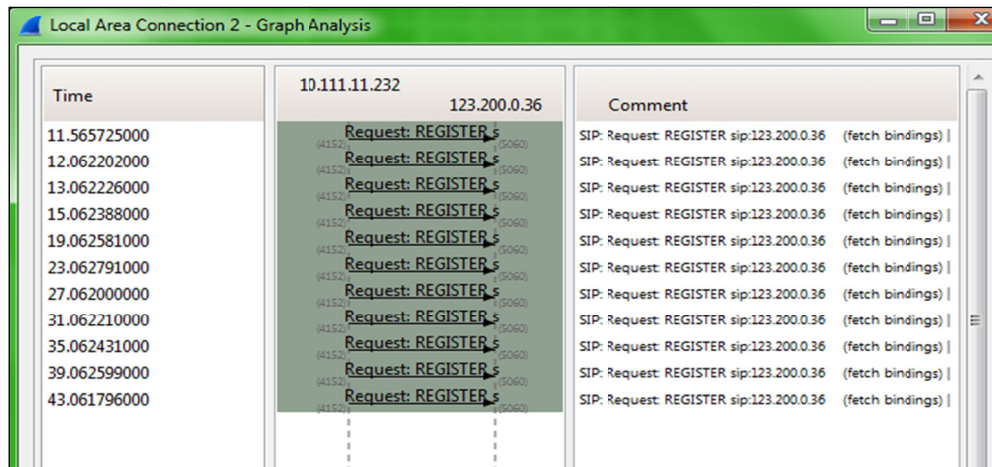 Local Area Connection 2 - Graph Analysis
Time
10.111.11.232
123.200.0.36
Comment
11.565725000 Request: REGISTER s SIP: Request: REGISTER sip:123.200.0.36 (fetch bindings) |
(4152) (5060)
12.062202000 Request: REGISTER s SIP: Request: REGISTER sip:123.200.0.36 (fetch bindings) |
(4152) (5060)
13.062226000 Request: REGISTER s SIP: Request: REGISTER sip:123.200.0.36 (fetch bindings) |
(4152) (5060)
15.062388000 Request: REGISTER s SIP: Request: REGISTER sip:123.200.0.36 (fetch bindings) |
(4152) (5060)
19.062581000 Request: REGISTER s SIP: Request: REGISTER sip:123.200.0.36 (fetch bindings) |
(4152) (5060)
23.062791000 Request: REGISTER s SIP: Request: REGISTER sip:123.200.0.36 (fetch bindings) |
(4152) (5060)
27.062000000 Request: REGISTER s SIP: Request: REGISTER sip:123.200.0.36 (fetch bindings) |
(4152) (5060)
31.062210000 Request: REGISTER s SIP: Request: REGISTER sip:123.200.0.36 (fetch bindings) |
(4152) (5060)
35.062431000 Request: REGISTER s SIP: Request: REGISTER sip:123.200.0.36 (fetch bindings) |
(4152) (5060)
39.062599000 Request: REGISTER s SIP: Request: REGISTER sip:123.200.0.36 (fetch bindings) |
(4152) (5060)
43.061796000 Request: REGISTER s SIP: Request: REGISTER sip:123.200.0.36 (fetch bindings) |
(4152) (5060)